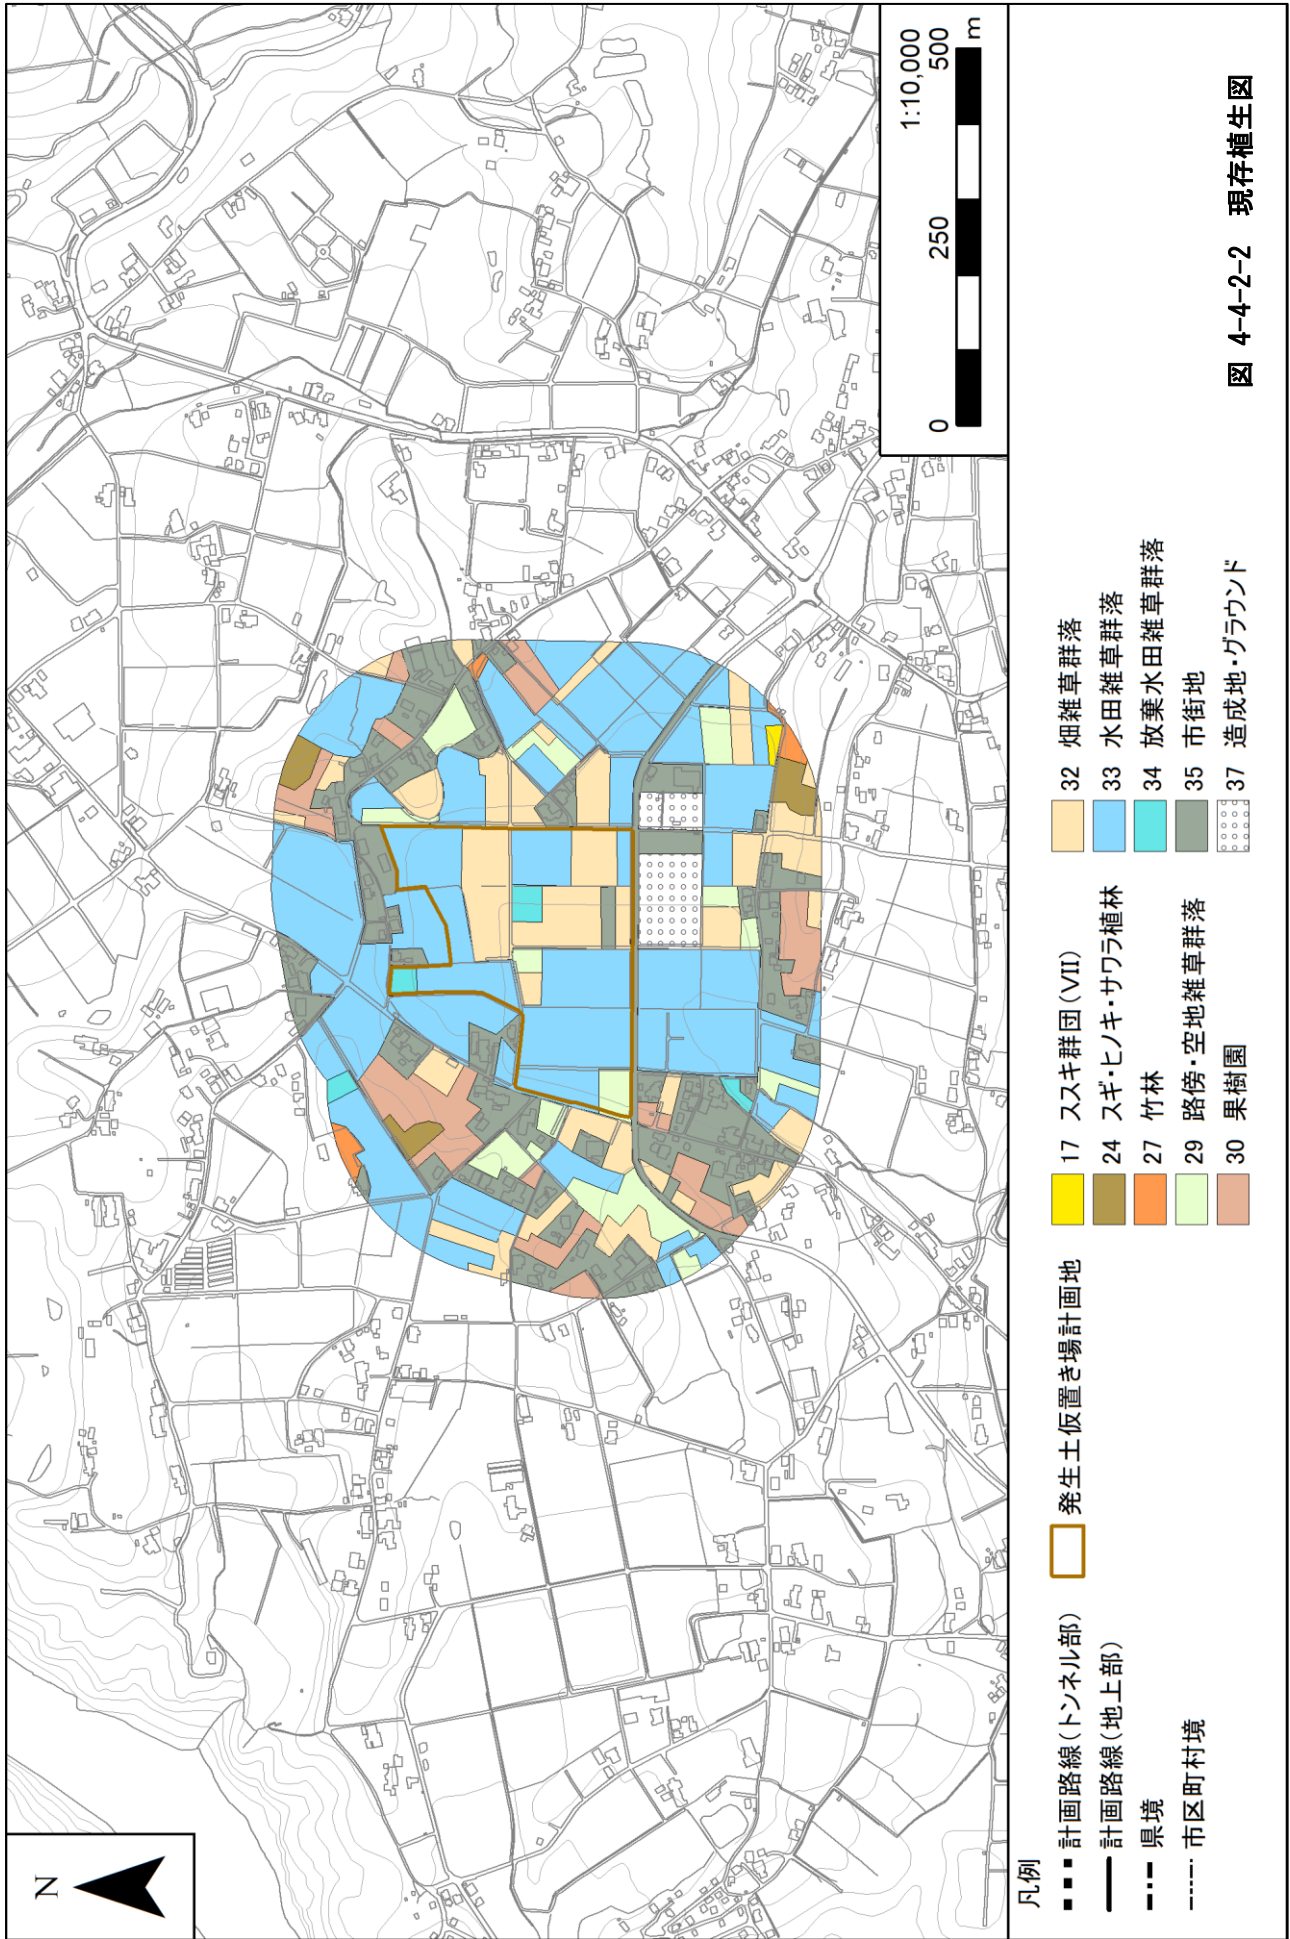 N
1:10,000
0 250 500
m
凡例
計画路線（トンネル部）
計画路線（地上部）
県境
市区町村境
発生土仮置き場計画地
17 ススキ群団（Ⅶ）
24 スギ・ヒノキ・サワラ植林
27 竹林
29 路傍・空地雑草群落
30 果樹園
32 畑雑草群落
33 水田雑草群落
34 放棄水田雑草群落
35 市街地
37 造成地・グラウンド
図 4-4-2-2 現存植生図